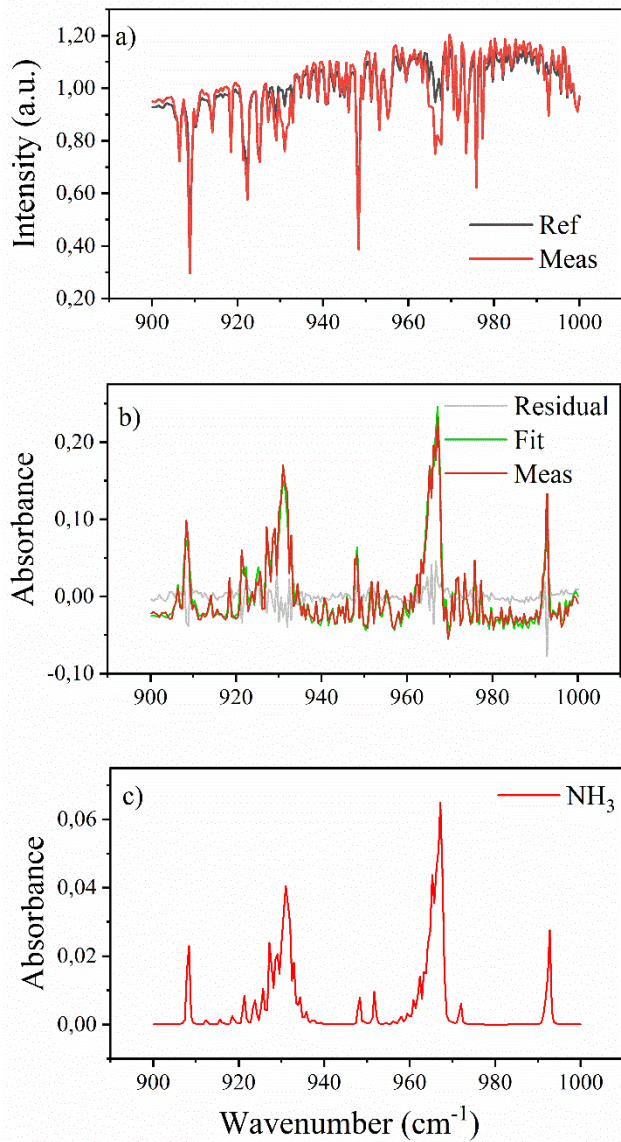 a)
Intensity (a.u.)
1,20
1,00
0,80
0,60
0,40
0,20
Ref
Meas
900 920 940 960 980 1000
b)
Absorbance
0,20
0,10
0,00
-0,10
Residual
Fit
Meas
900 920 940 960 980 1000
c)
Absorbance
0,06
0,04
0,02
0,00
NH₃
900 920 940 960 980 1000
Wavenumber (cm⁻¹)